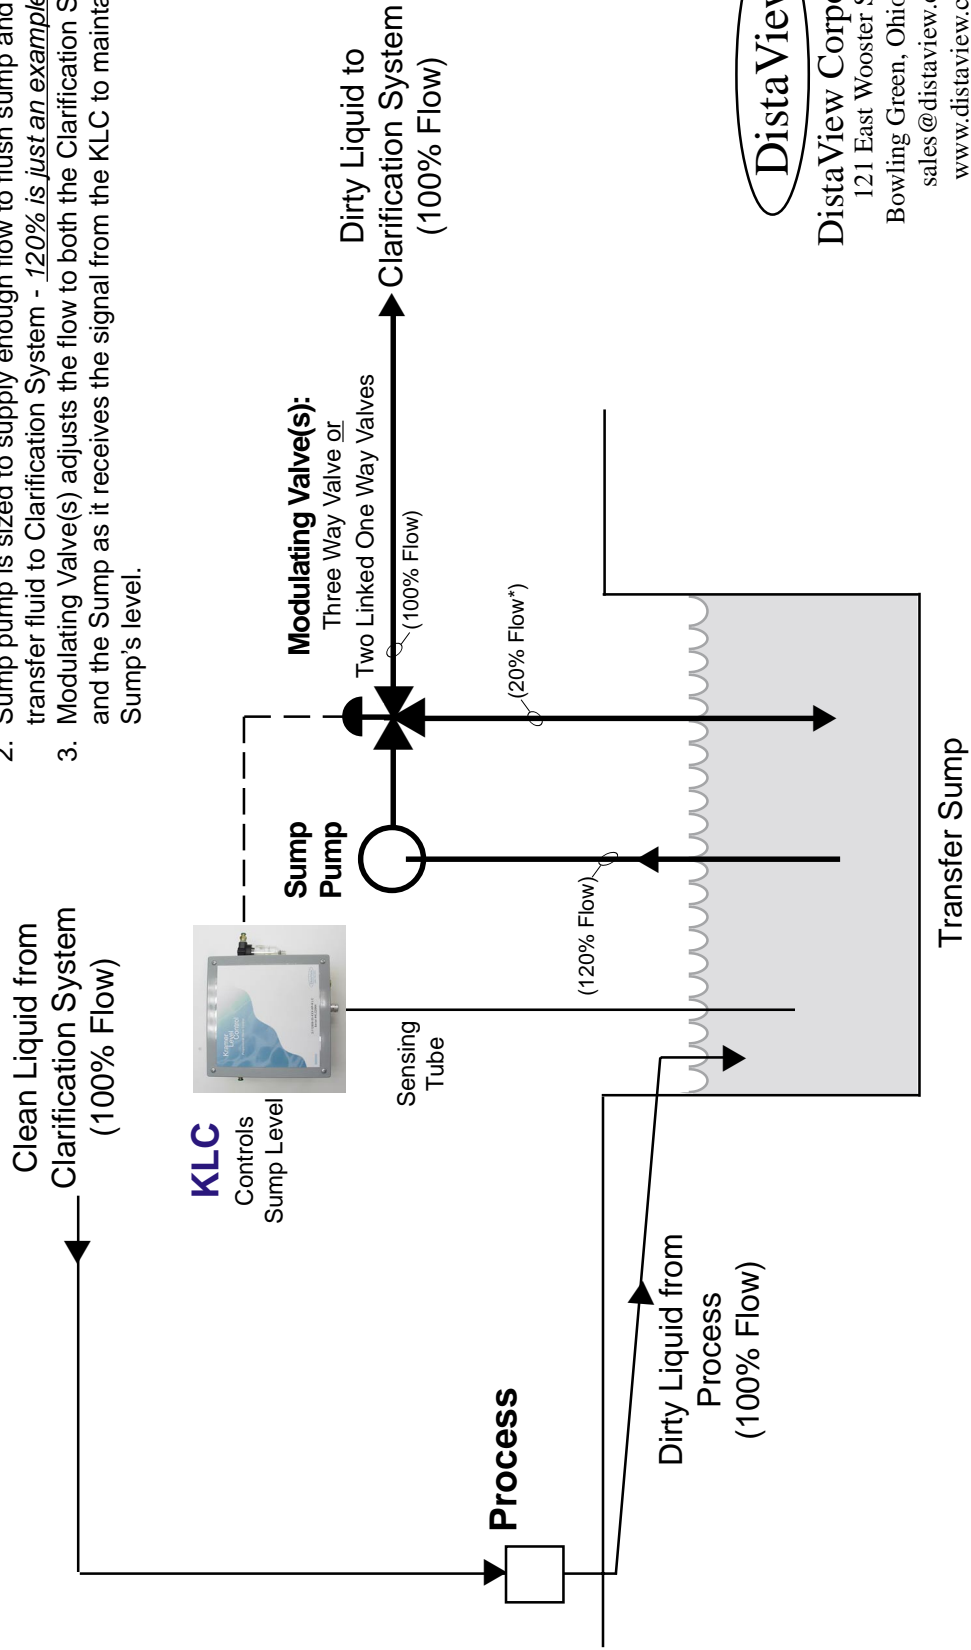 2. Sump pump is sized to supply enough flow to flush sump and
transfer fluid to Clarification System - 120% is just an example
3. Modulating Valve(s) adjusts the flow to both the Clarification S
and the Sump as it receives the signal from the KLC to mainta
Sump's level.
Clean Liquid from
Clarification System
(100% Flow)
KLC
Controls
Sump Level
Sensing
Tube
Sump
Pump
Modulating Valve(s):
Three Way Valve or
Two Linked One Way Valves
(100% Flow)
Dirty Liquid to
Clarification System
(100% Flow)
(20% Flow*)
(120% Flow)
Process
Dirty Liquid from
Process
(100% Flow)
Transfer Sump
DistaView
DistaView Corp
121 East Wooster S
Bowling Green, Ohio
sales@distaview.c
www.distaview.c